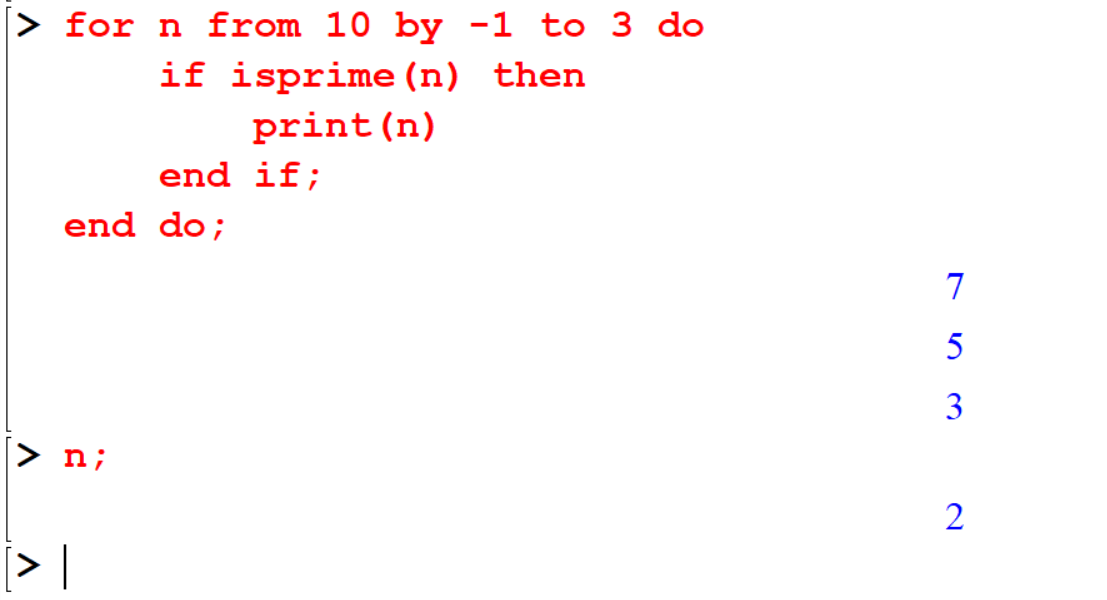 > for n from 10 by -1 to 3 do
if isprime(n) then
print(n)
end if;
end do;
7
5
3
> n;
2
>